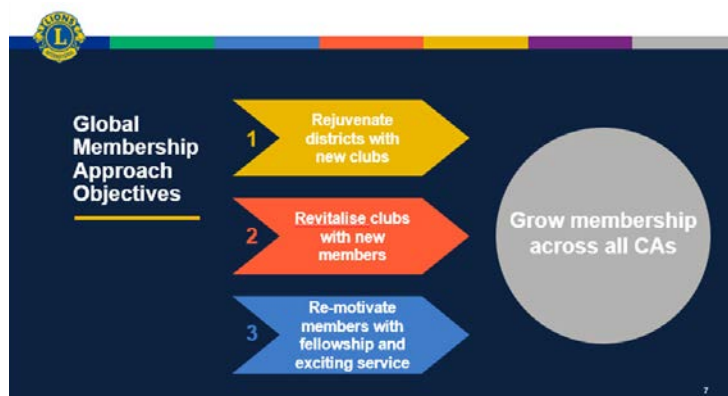 LIONS
L
Global
Membership
Approach
Objectives
1
Rejuvenate
districts with
new clubs
2
Revitalise clubs
with new
members
3
Re-motivate
members with
fellowship and
exciting service
Grow membership
across all CAs
7